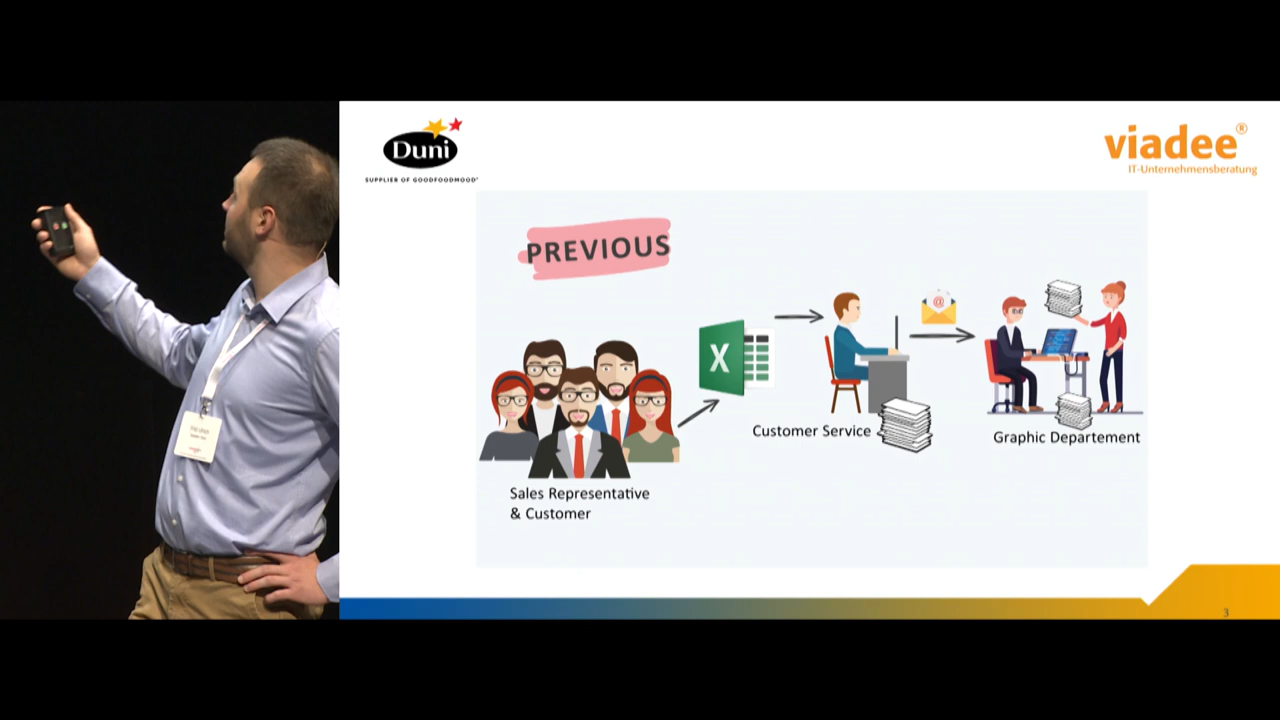 Duni
SUPPLIER OF GOODFOODMOOD®
viadee®
IT-Unternehmensberatung
PREVIOUS
X
@
Customer Service
Graphic Departement
Sales Representative
& Customer
3